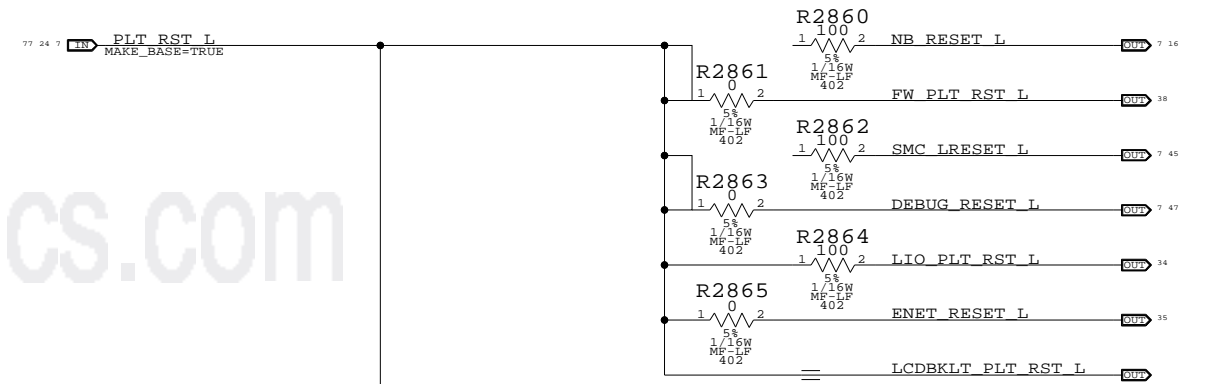 77 24 7 IN PLT_RST_L
MAKE_BASE=TRUE
R2860
100
1 2 NB_RESET_L OUT 7 16
5%
1/16W
MF-LF
402
R2861
0
1 2 FW_PLT_RST_L OUT 38
5%
1/16W
MF-LF
402
R2862
100
1 2 SMC_LRESET_L OUT 7 45
5%
1/16W
MF-LF
402
R2863
0
1 2 DEBUG_RESET_L OUT 7 47
5%
1/16W
MF-LF
402
R2864
100
1 2 LIO_PLT_RST_L OUT 34
5%
1/16W
MF-LF
402
R2865
0
1 2 ENET_RESET_L OUT 35
5%
1/16W
MF-LF
402
LCDBKLT_PLT_RST_L OUT
cs.com